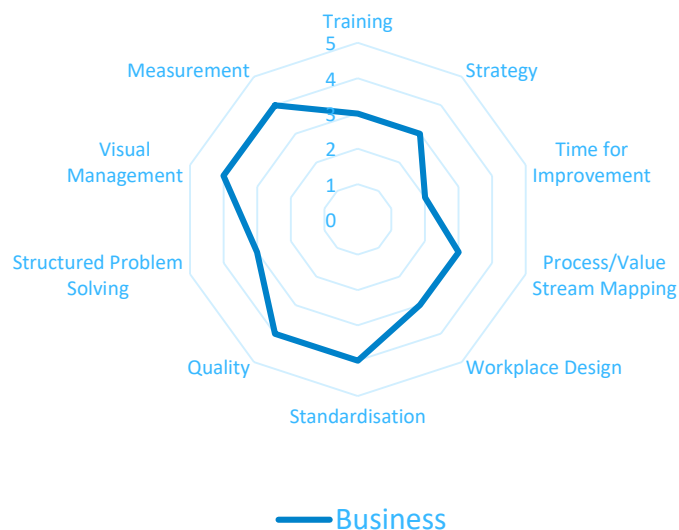 Training
5
Measurement
Strategy
4
3
Visual
Management
Time for
Improvement
2
1
0
Structured Problem
Solving
Process/Value
Stream Mapping
Quality
Workplace Design
Standardisation
Business